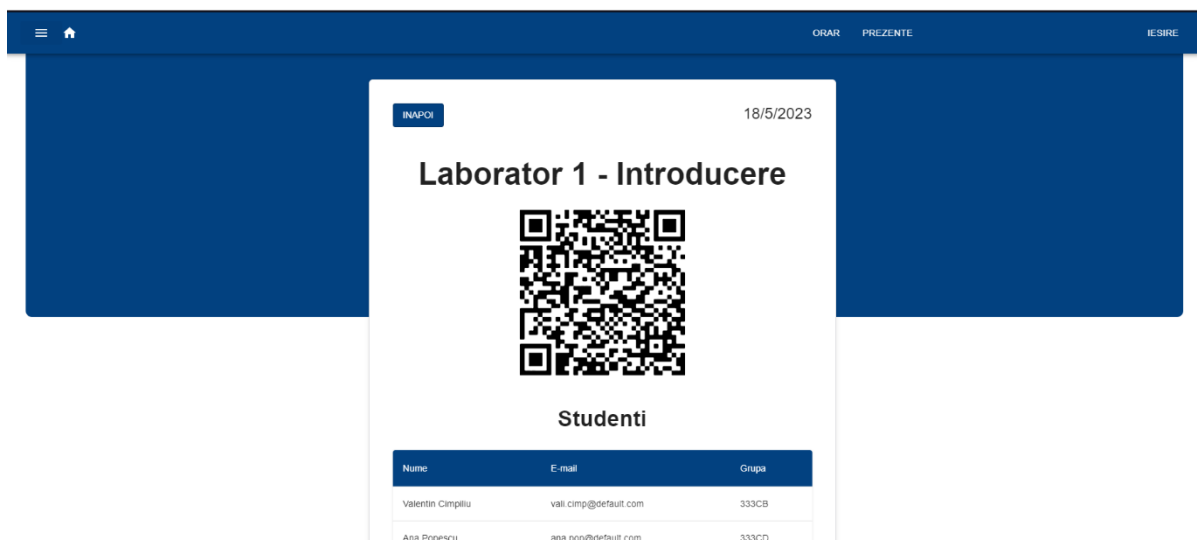 ORAR PREZENTE IESIRE
INAPOI 18/5/2023
Laborator 1 - Introducere
Studenti
Nume E-mail Grupa
Valentin Cimpiliu vali.cimp@default.com 333CB
Ana Popescu ana.pop@default.com 333CD